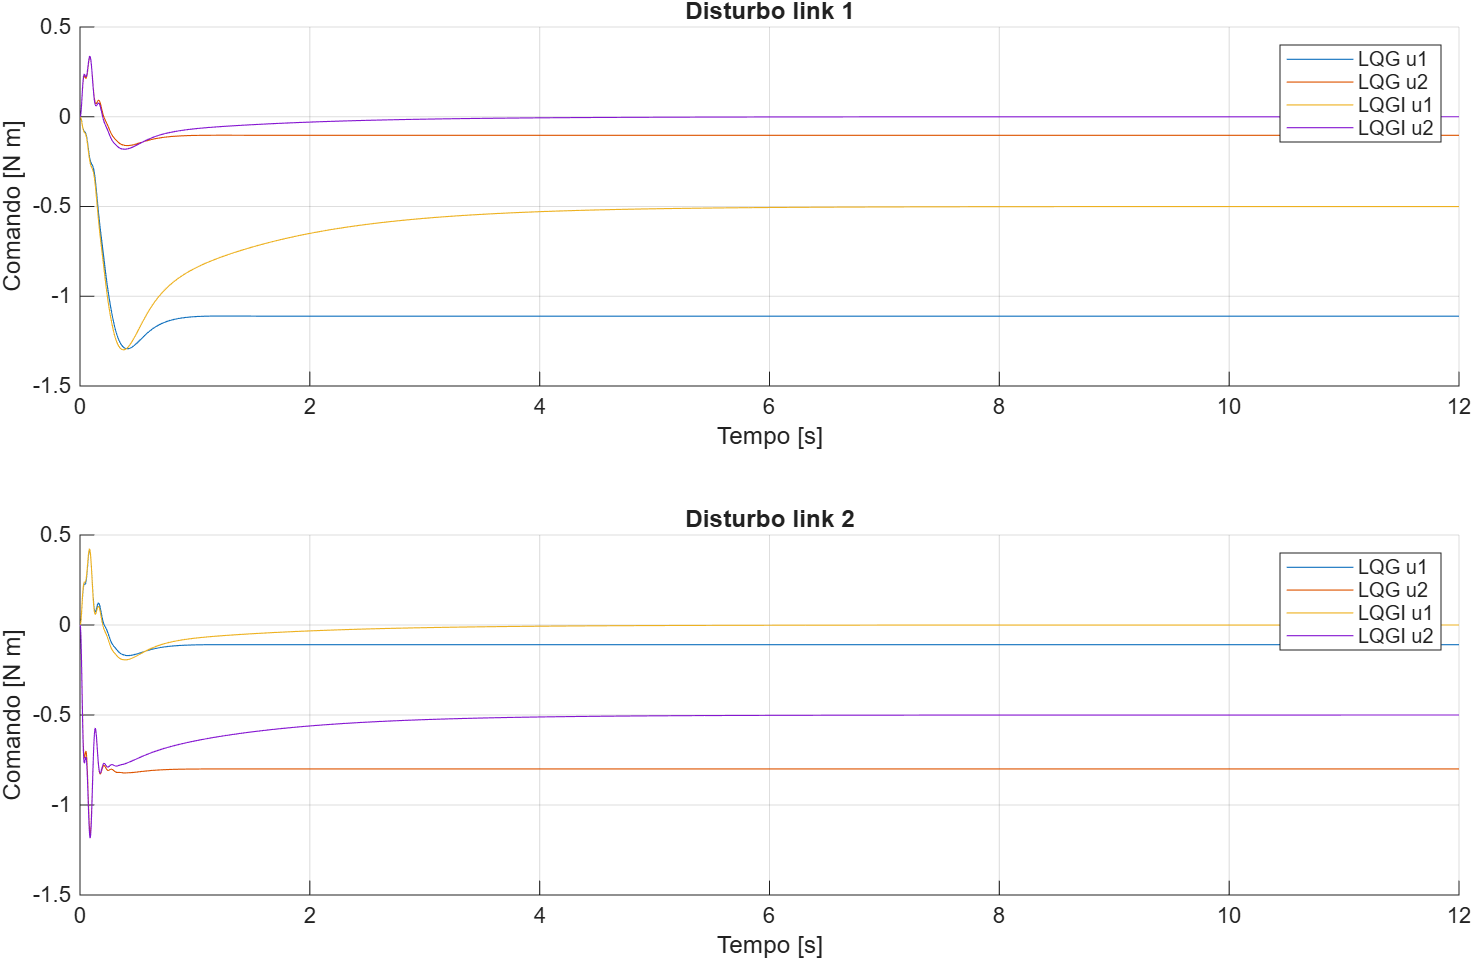 Disturbo link 1
0.5
0
-0.5
-1
-1.5
Comando [N m]
LQG u1
LQG u2
LQGI u1
LQGI u2
0 2 4 6 8 10 12
Tempo [s]
Disturbo link 2
0.5
0
-0.5
-1
-1.5
Comando [N m]
LQG u1
LQG u2
LQGI u1
LQGI u2
0 2 4 6 8 10 12
Tempo [s]